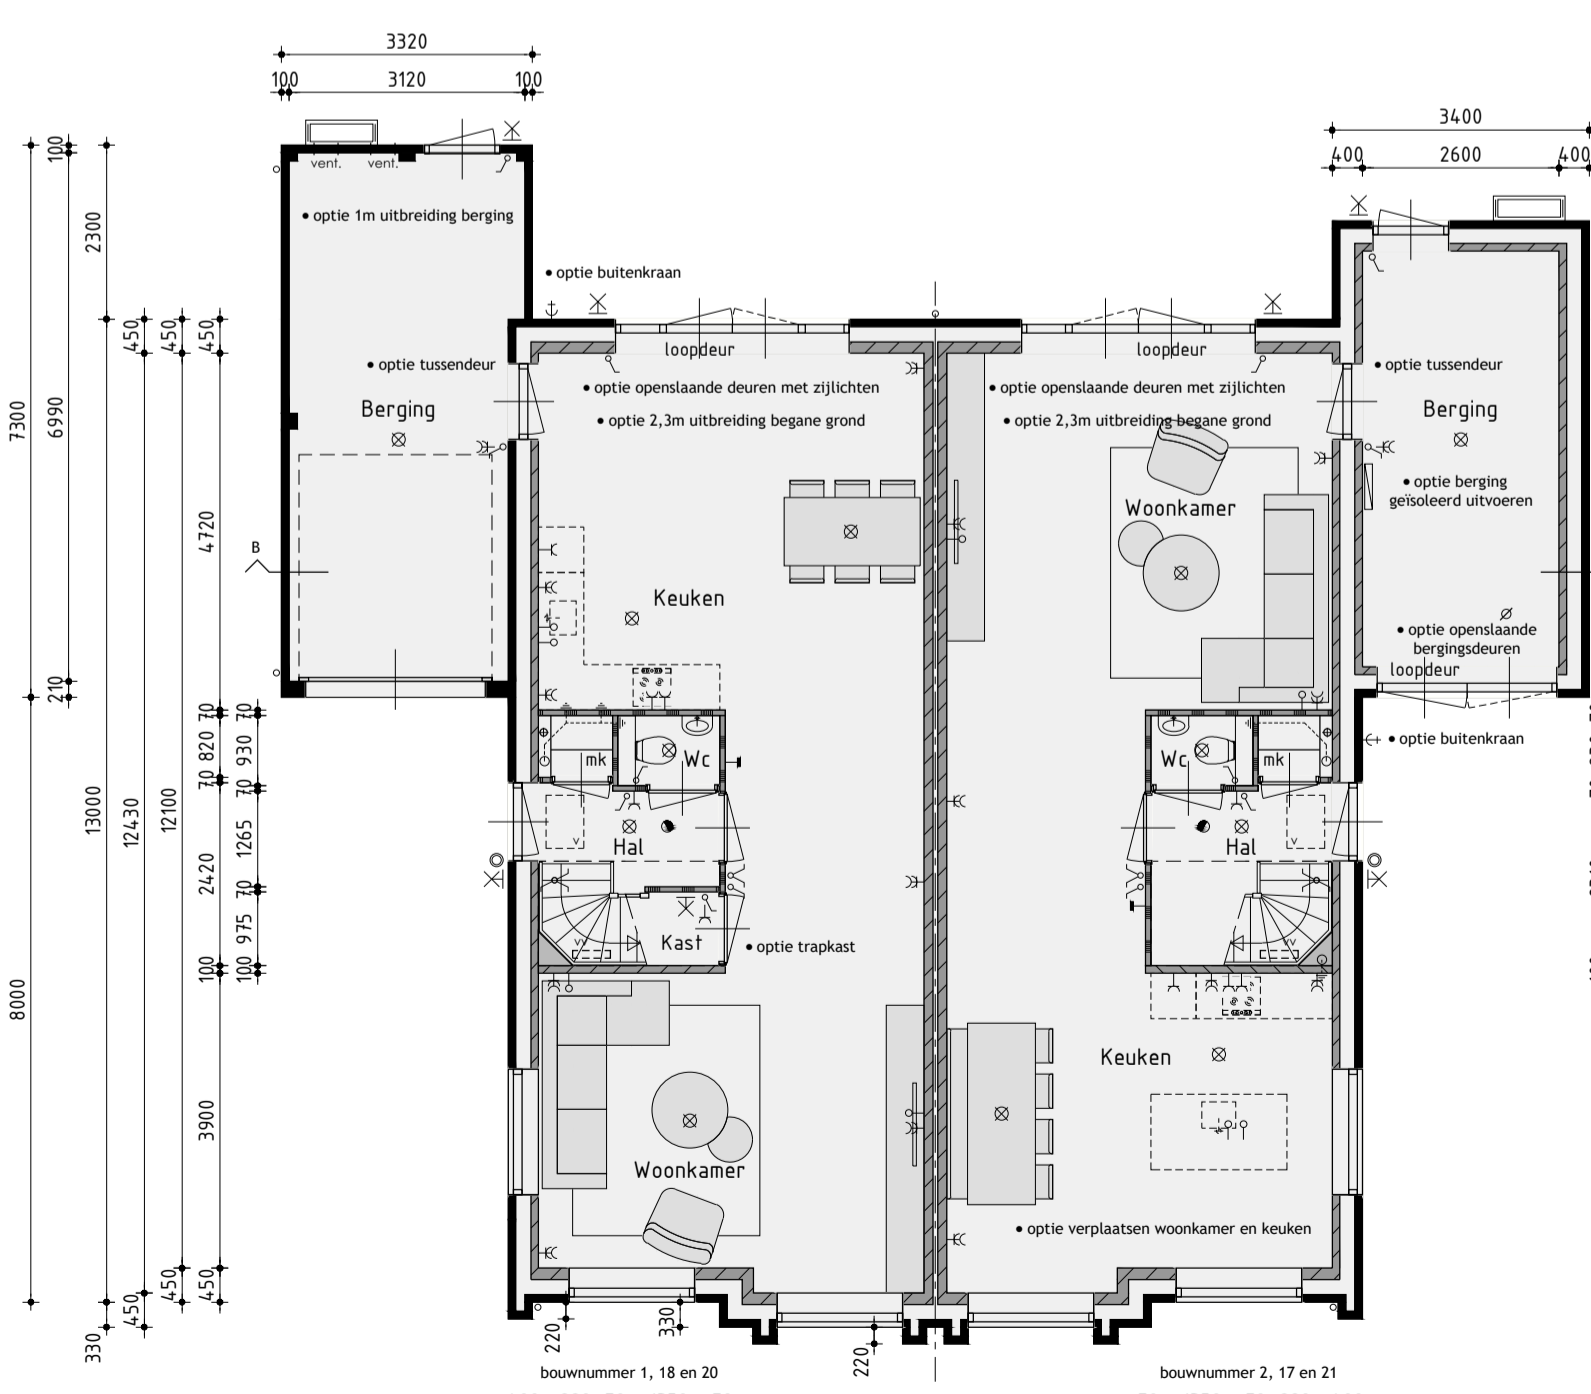 3320
100 3120 100
3400
400 2600 400
100
2300
7300
6990
210
450
450
450
4720
13000
12430
12100
70
820
70
2420
100
70
930
70
1265
70
975
100
8000
3900
450
450
450
330
vent. vent.
• optie 1m uitbreiding berging
• optie buitenkraan
loopdeur
loopdeur
• optie tussendeur
• optie openslaande deuren met zijlichten
• optie openslaande deuren met zijlichten
• optie tussendeur
Berging
• optie 2,3m uitbreiding begane grond
• optie 2,3m uitbreiding begane grond
Berging
• optie berging
geïsoleerd uitvoeren
Woonkamer
B
Keuken
• optie openslaande
bergingsdeuren
loopdeur
• optie buitenkraan
mk
Wc
Wc
mk
v
Hal
Hal
v
vv
Kast
• optie trapkast
vv
Keuken
Woonkamer
• optie verplaatsen woonkamer en keuken
220
330
220
bouwnummer 1, 18 en 20
bouwnummer 2, 17 en 21